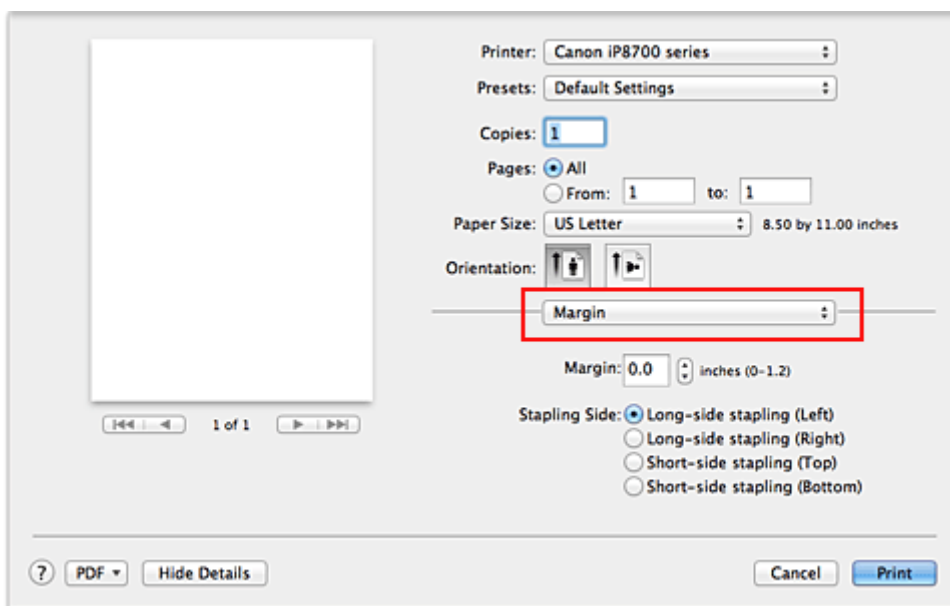 Printer: Canon iP8700 series
Presets: Default Settings
Copies: 1
Pages: All
From: 1 to: 1
Paper Size: US Letter 8.50 by 11.00 inches
Orientation:
Margin
Margin: 0.0 inches (0-1.2)
Stapling Side: Long-side stapling (Left)
Long-side stapling (Right)
Short-side stapling (Top)
Short-side stapling (Bottom)
1 of 1
? PDF Hide Details Cancel Print